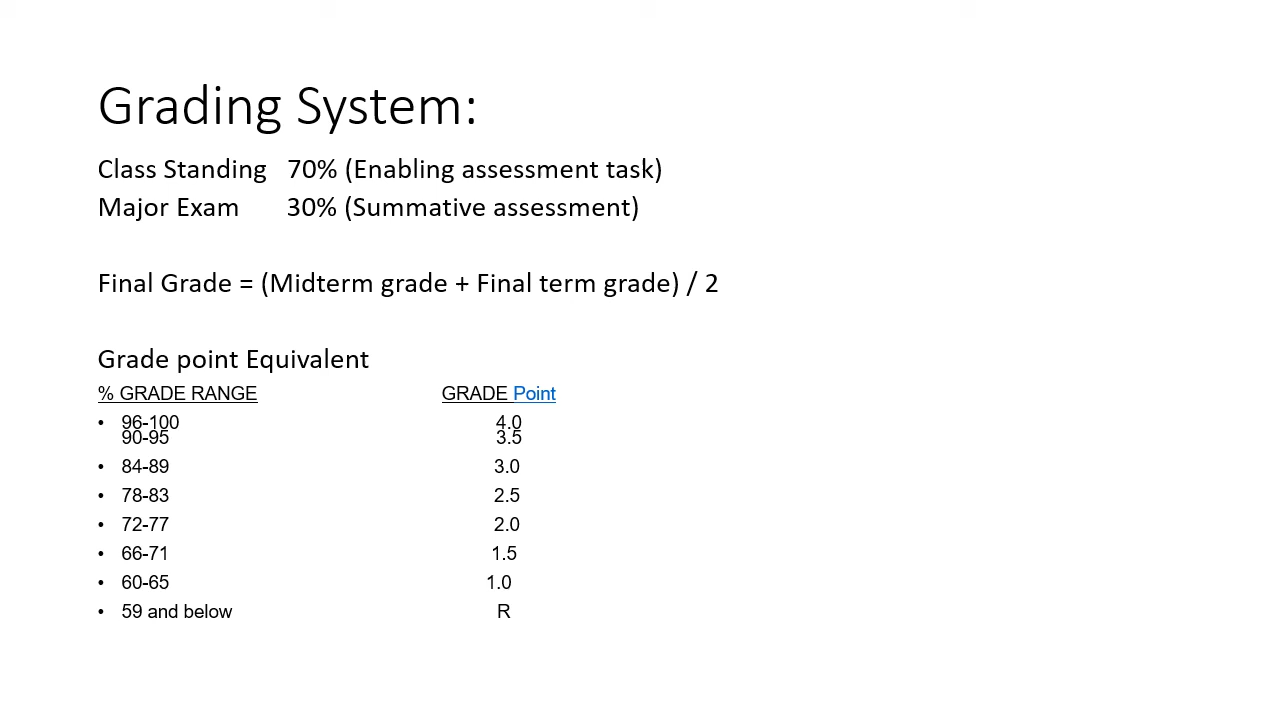 Grading System:
Class Standing 70% (Enabling assessment task)
Major Exam 30% (Summative assessment)
Final Grade = (Midterm grade + Final term grade) / 2
Grade point Equivalent
% GRADE RANGE GRADE Point
• 96-100 4.0
90-95 3.5
• 84-89 3.0
• 78-83 2.5
• 72-77 2.0
• 66-71 1.5
• 60-65 1.0
• 59 and below R